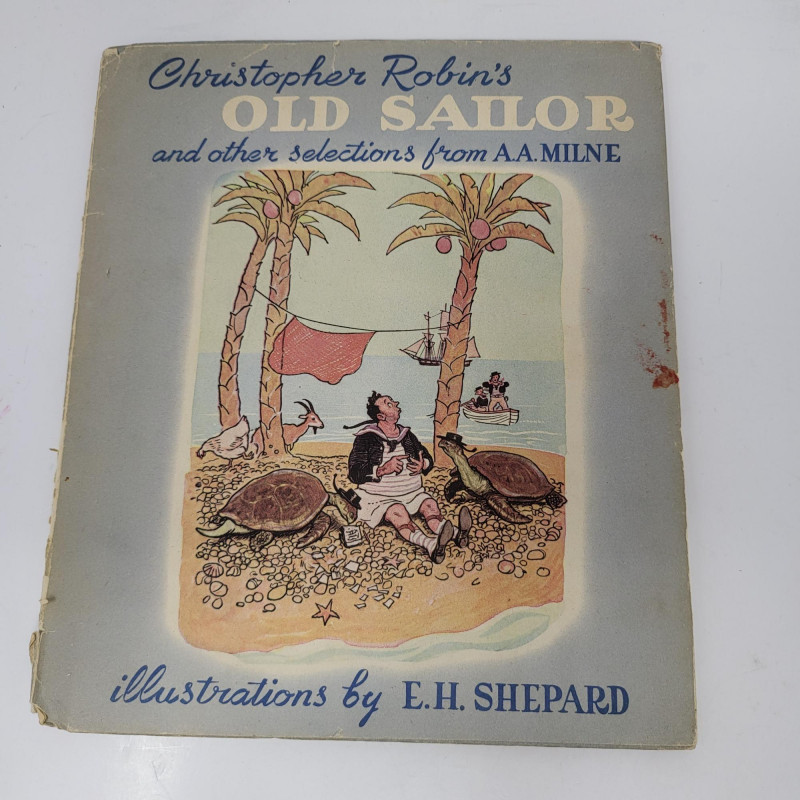 Christopher Robin's
OLD SAILOR
and other selections from A.A. MILNE
illustrations by E.H. SHEPARD